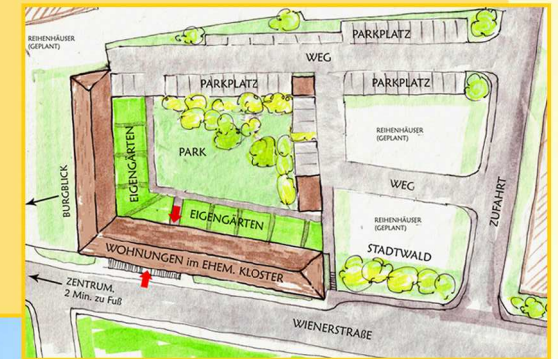 REIHENHÄUSER
(GEPLANT)
PARKPLATZ
WEG
PARKPLATZ
PARKPLATZ
REIHENHÄUSER
(GEPLANT)
EIGENGÄRTEN
PARK
BURGBLICK
WEG
ZUFAHRT
EIGENGÄRTEN
REIHENHÄUSER
(GEPLANT)
WOHNUNGEN im EHEM. KLOSTER
STADTWALD
ZENTRUM,
2 Min. zu Fuß
WIENERSTRAßE